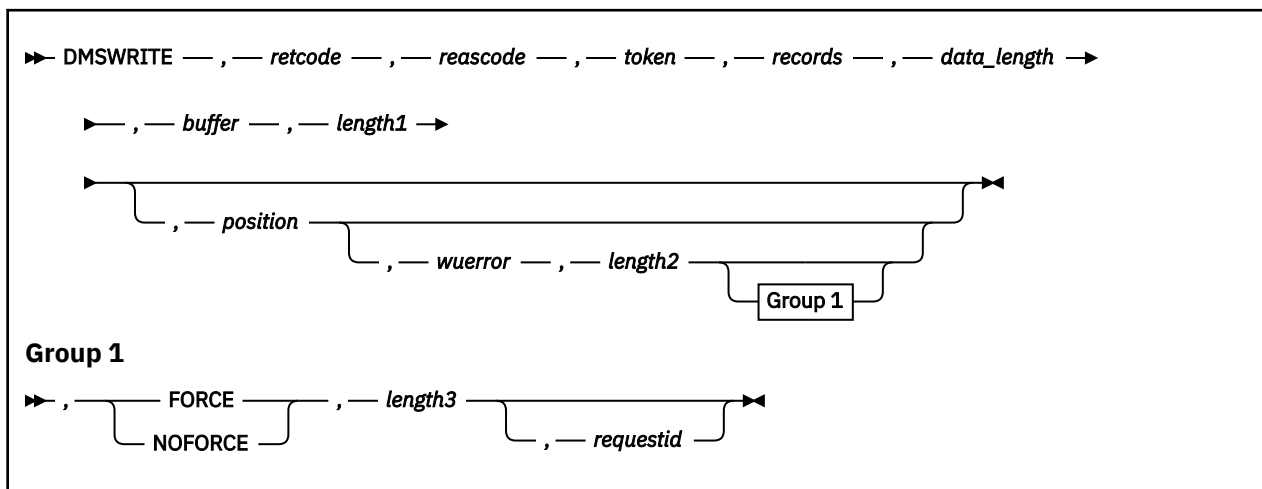 DMSWRITE , retcode , reascode , token , records , data_length
, buffer , length1
, position
, wuerror , length2
Group 1
Group 1
, FORCE , length3
NOFORCE
, requestid